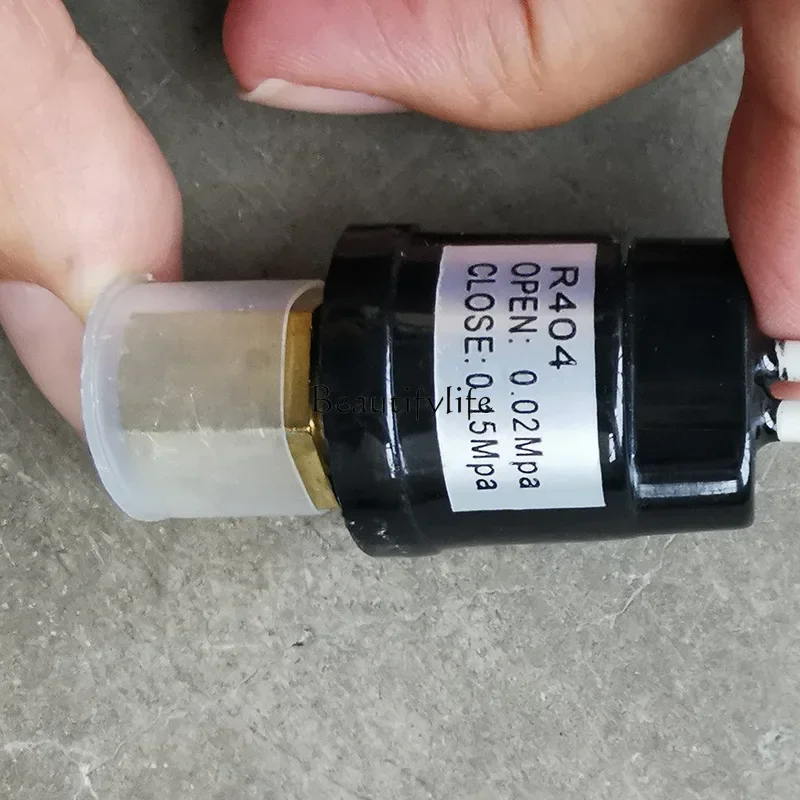 R404
OPEN: 0.02Mpa
CLOSE: 0.15Mpa
Beautifylife